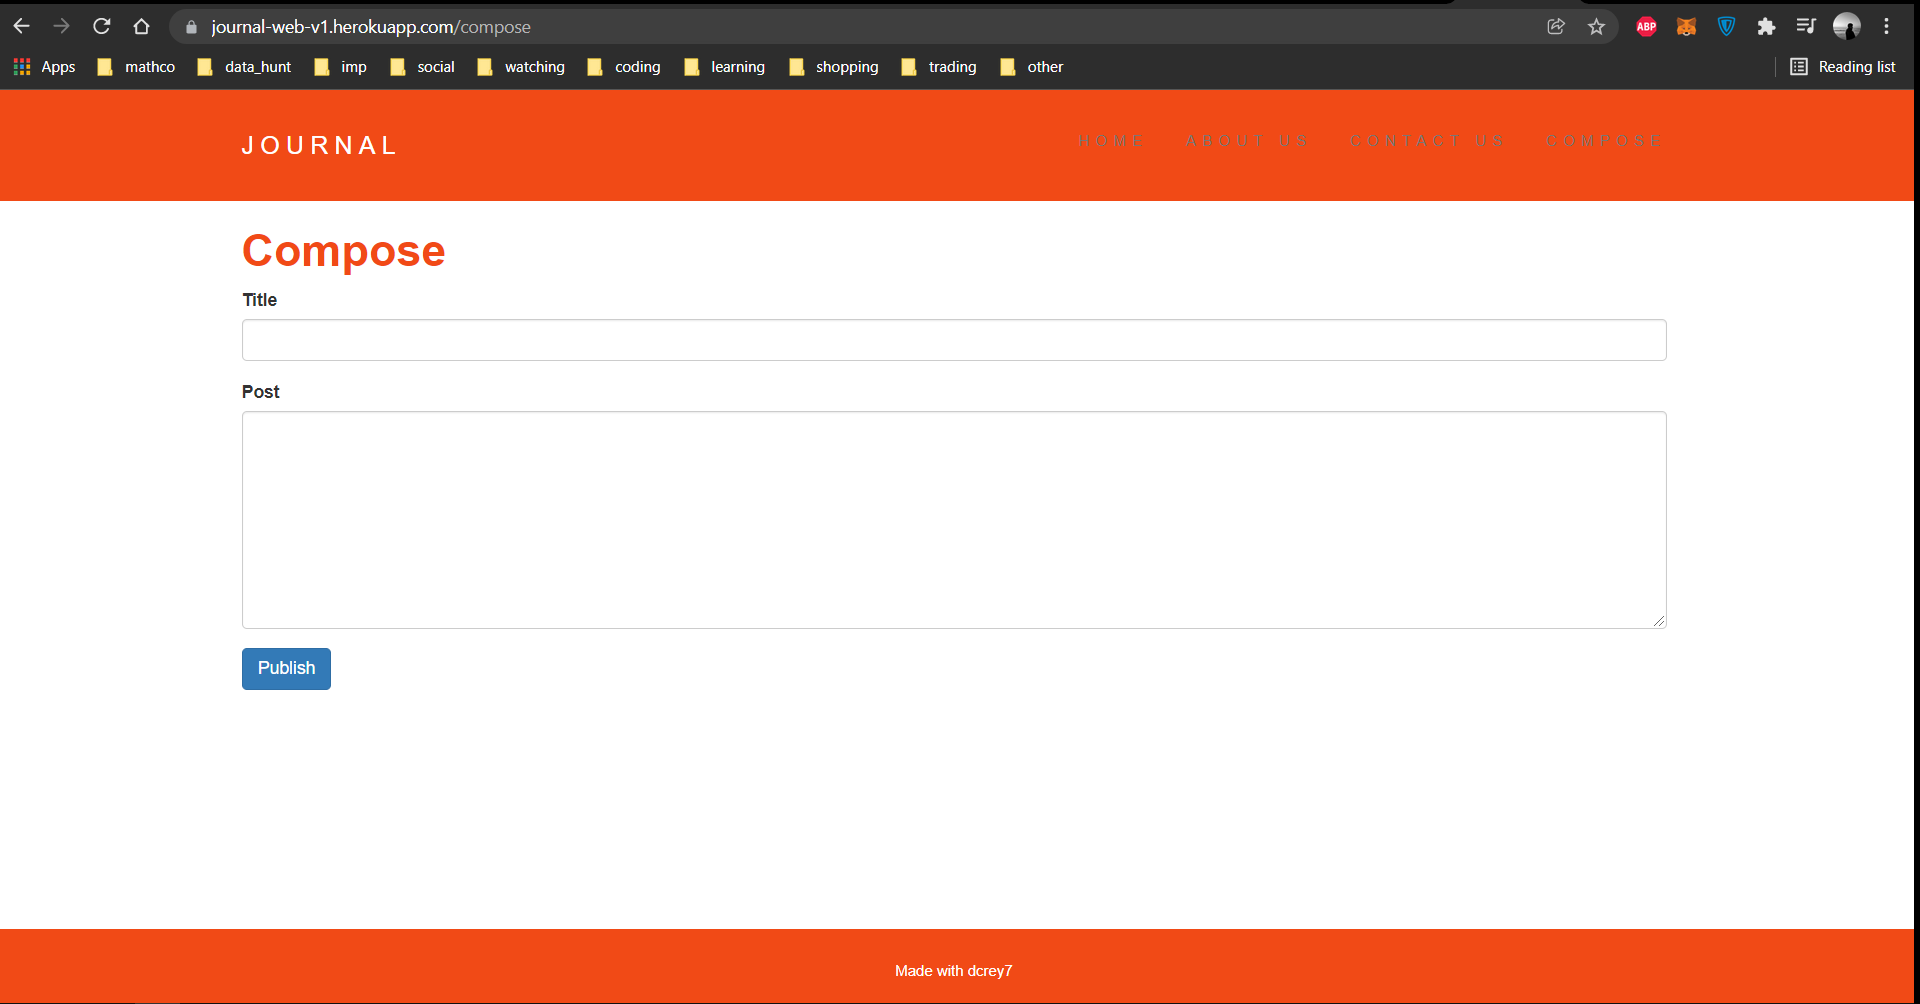 journal-web-v1.herokuapp.com/compose
ABP
Apps mathco data_hunt imp social watching coding learning shopping trading other Reading list
JOURNAL HOME ABOUT US CONTACT US COMPOSE
Compose
Title
Post
Publish
Made with dcrey7